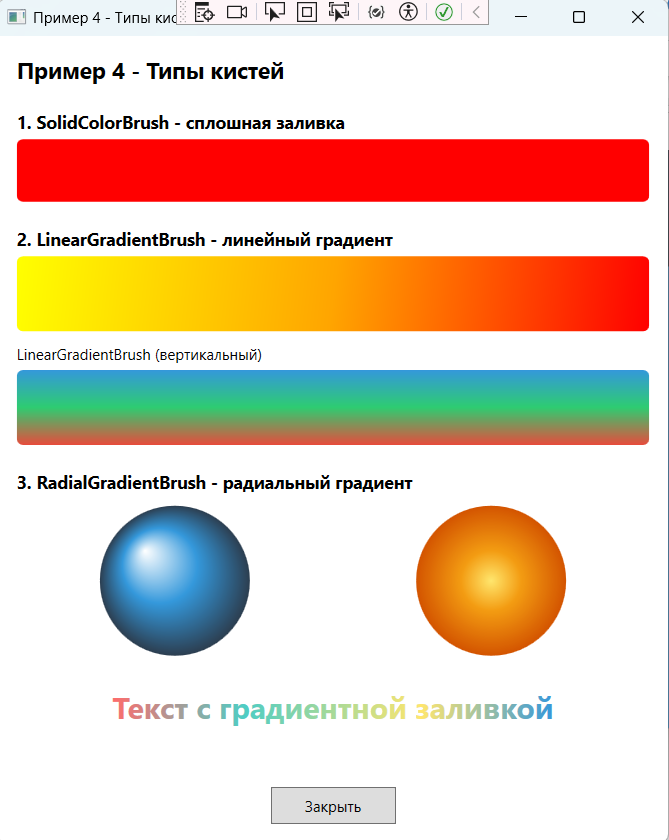 Пример 4 - Типы кис
Пример 4 - Типы кистей
1. SolidColorBrush - сплошная заливка
2. LinearGradientBrush - линейный градиент
LinearGradientBrush (вертикальный)
3. RadialGradientBrush - радиальный градиент
Текст с градиентной заливкой
Закрыть